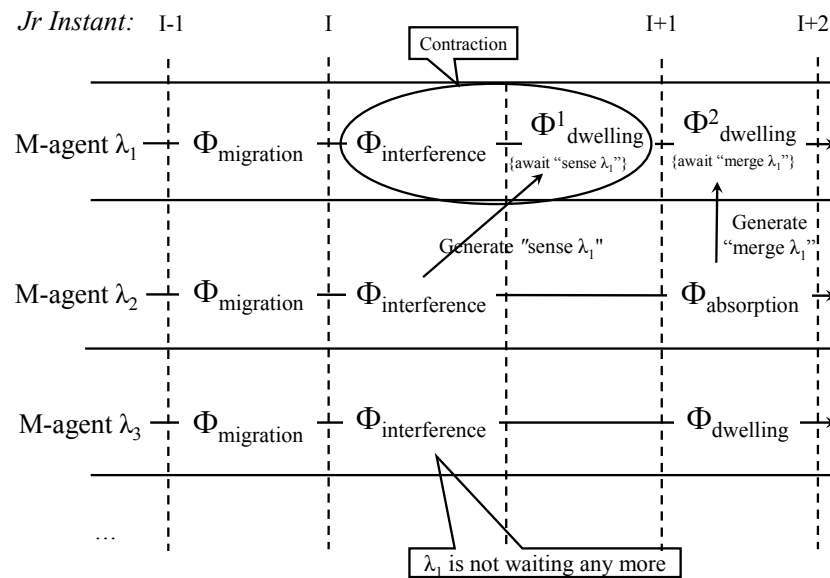 Jr Instant: I-1 I I+1 I+2
Contraction
M-agent λ1 Φmigration Φinterference Φ1dwelling Φ2dwelling
{await “sense λ1”} {await “merge λ1”}
Generate "sense λ1" Generate
“merge λ1”
M-agent λ2 Φmigration Φinterference Φabsorption
M-agent λ3 Φmigration Φinterference Φdwelling
...
λ1 is not waiting any more